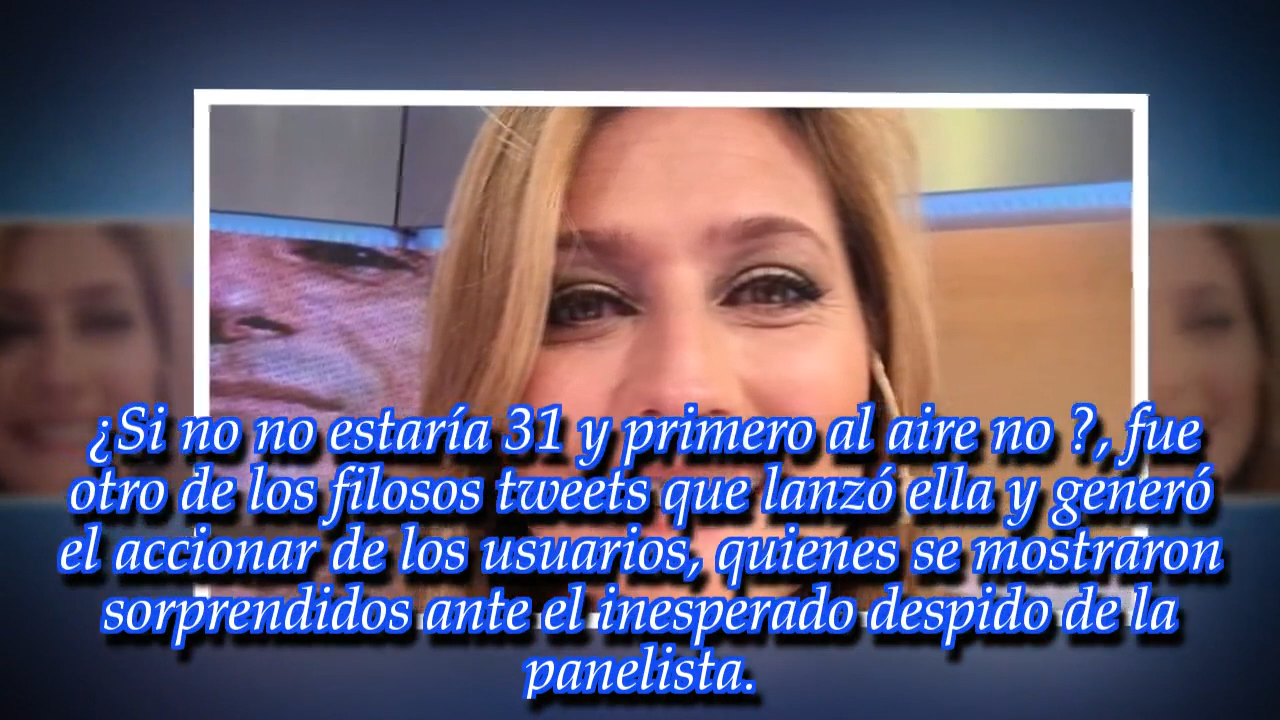 ¿Si no no estaría 31 y primero al aire no ?, fue
otro de los filosos tweets que lanzó ella y generó
el accionar de los usuarios, quienes se mostraron
sorprendidos ante el inesperado despido de la
panelista.